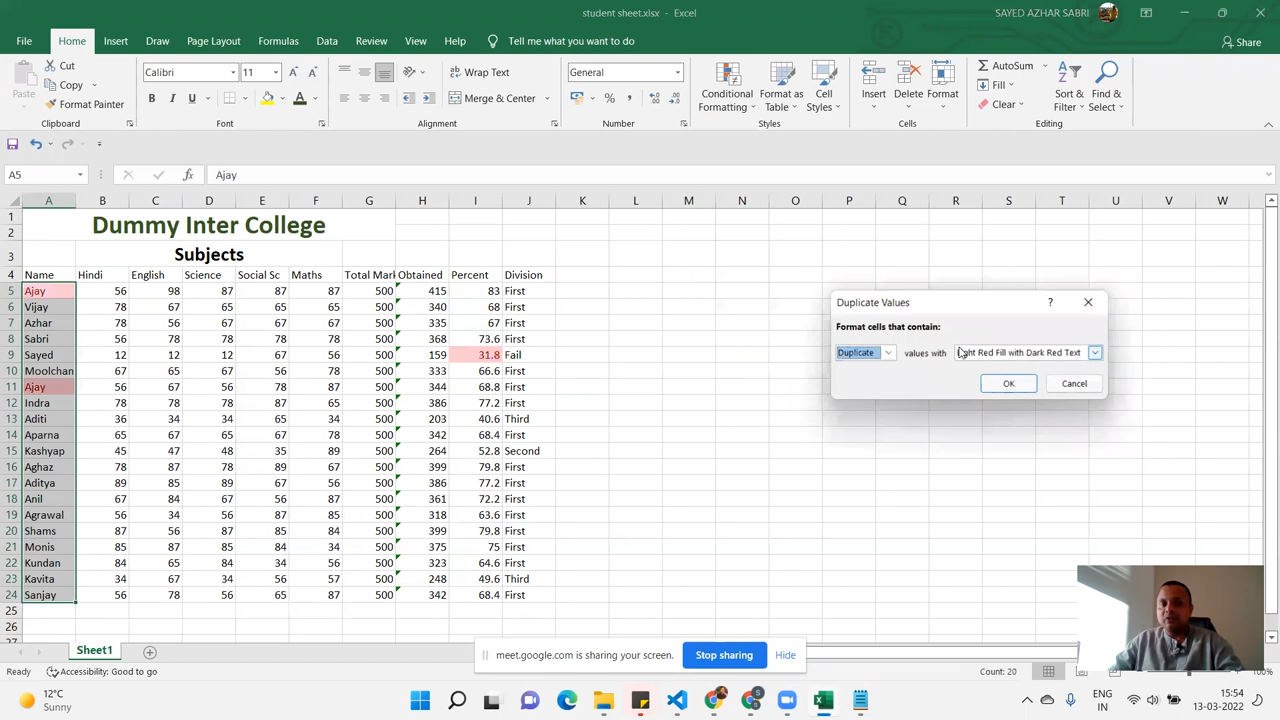 student sheet.xlsx - Excel
SAYED AZHAR SABRI
File Home Insert Draw Page Layout Formulas Data Review View Help Tell me what you want to do Share
Paste Cut Copy Format Painter
Calibri 11 B I U A A A
Wrap Text Merge & Center
General % ,
Conditional Formatting Format as Table Cell Styles
Insert Delete Format
AutoSum Fill Clear Sort & Filter Find & Select
Clipboard Font Alignment Number Styles Cells Editing
A5 fx Ajay
A B C D E F G H I J K L M N O P Q R S T U V W
1 Dummy Inter College
2
3 Subjects
4 Name Hindi English Science Social Sc Maths Total Mark Obtained Percent Division
5 Ajay 56 98 87 87 87 500 415 83 First
6 Vijay 78 67 65 65 65 500 340 68 First
7 Azhar 78 56 67 67 67 500 335 67 First
8 Sabri 56 78 78 78 78 500 368 73.6 First
9 Sayed 12 12 12 67 56 500 159 31.8 Fail
10 Moolchan 67 65 67 56 78 500 333 66.6 First
11 Ajay 56 67 56 78 87 500 344 68.8 First
12 Indra 78 78 78 87 65 500 386 77.2 First
13 Aditi 36 34 34 65 34 500 203 40.6 Third
14 Aparna 65 67 65 67 78 500 342 68.4 First
15 Kashyap 45 47 48 35 89 500 264 52.8 Second
16 Aghaz 78 87 78 89 67 500 399 79.8 First
17 Aditya 89 85 89 67 56 500 386 77.2 First
18 Anil 67 84 67 56 87 500 361 72.2 First
19 Agrawal 56 34 56 87 85 500 318 63.6 First
20 Shams 87 56 87 85 84 500 399 79.8 First
21 Monis 85 87 85 84 34 500 375 75 First
22 Kundan 84 65 84 34 56 500 323 64.6 First
23 Kavita 34 67 34 56 57 500 248 49.6 Third
24 Sanjay 56 78 56 65 87 500 342 68.4 First
25
26
27
Duplicate Values ?
Format cells that contain:
Duplicate values with ght Red Fill with Dark Red Text
OK Cancel
Sheet1
meet.google.com is sharing your screen. Stop sharing Hide
Ready Accessibility: Good to go Count: 20 100%
12°C
Sunny
ENG
IN
15:54
13-03-2022